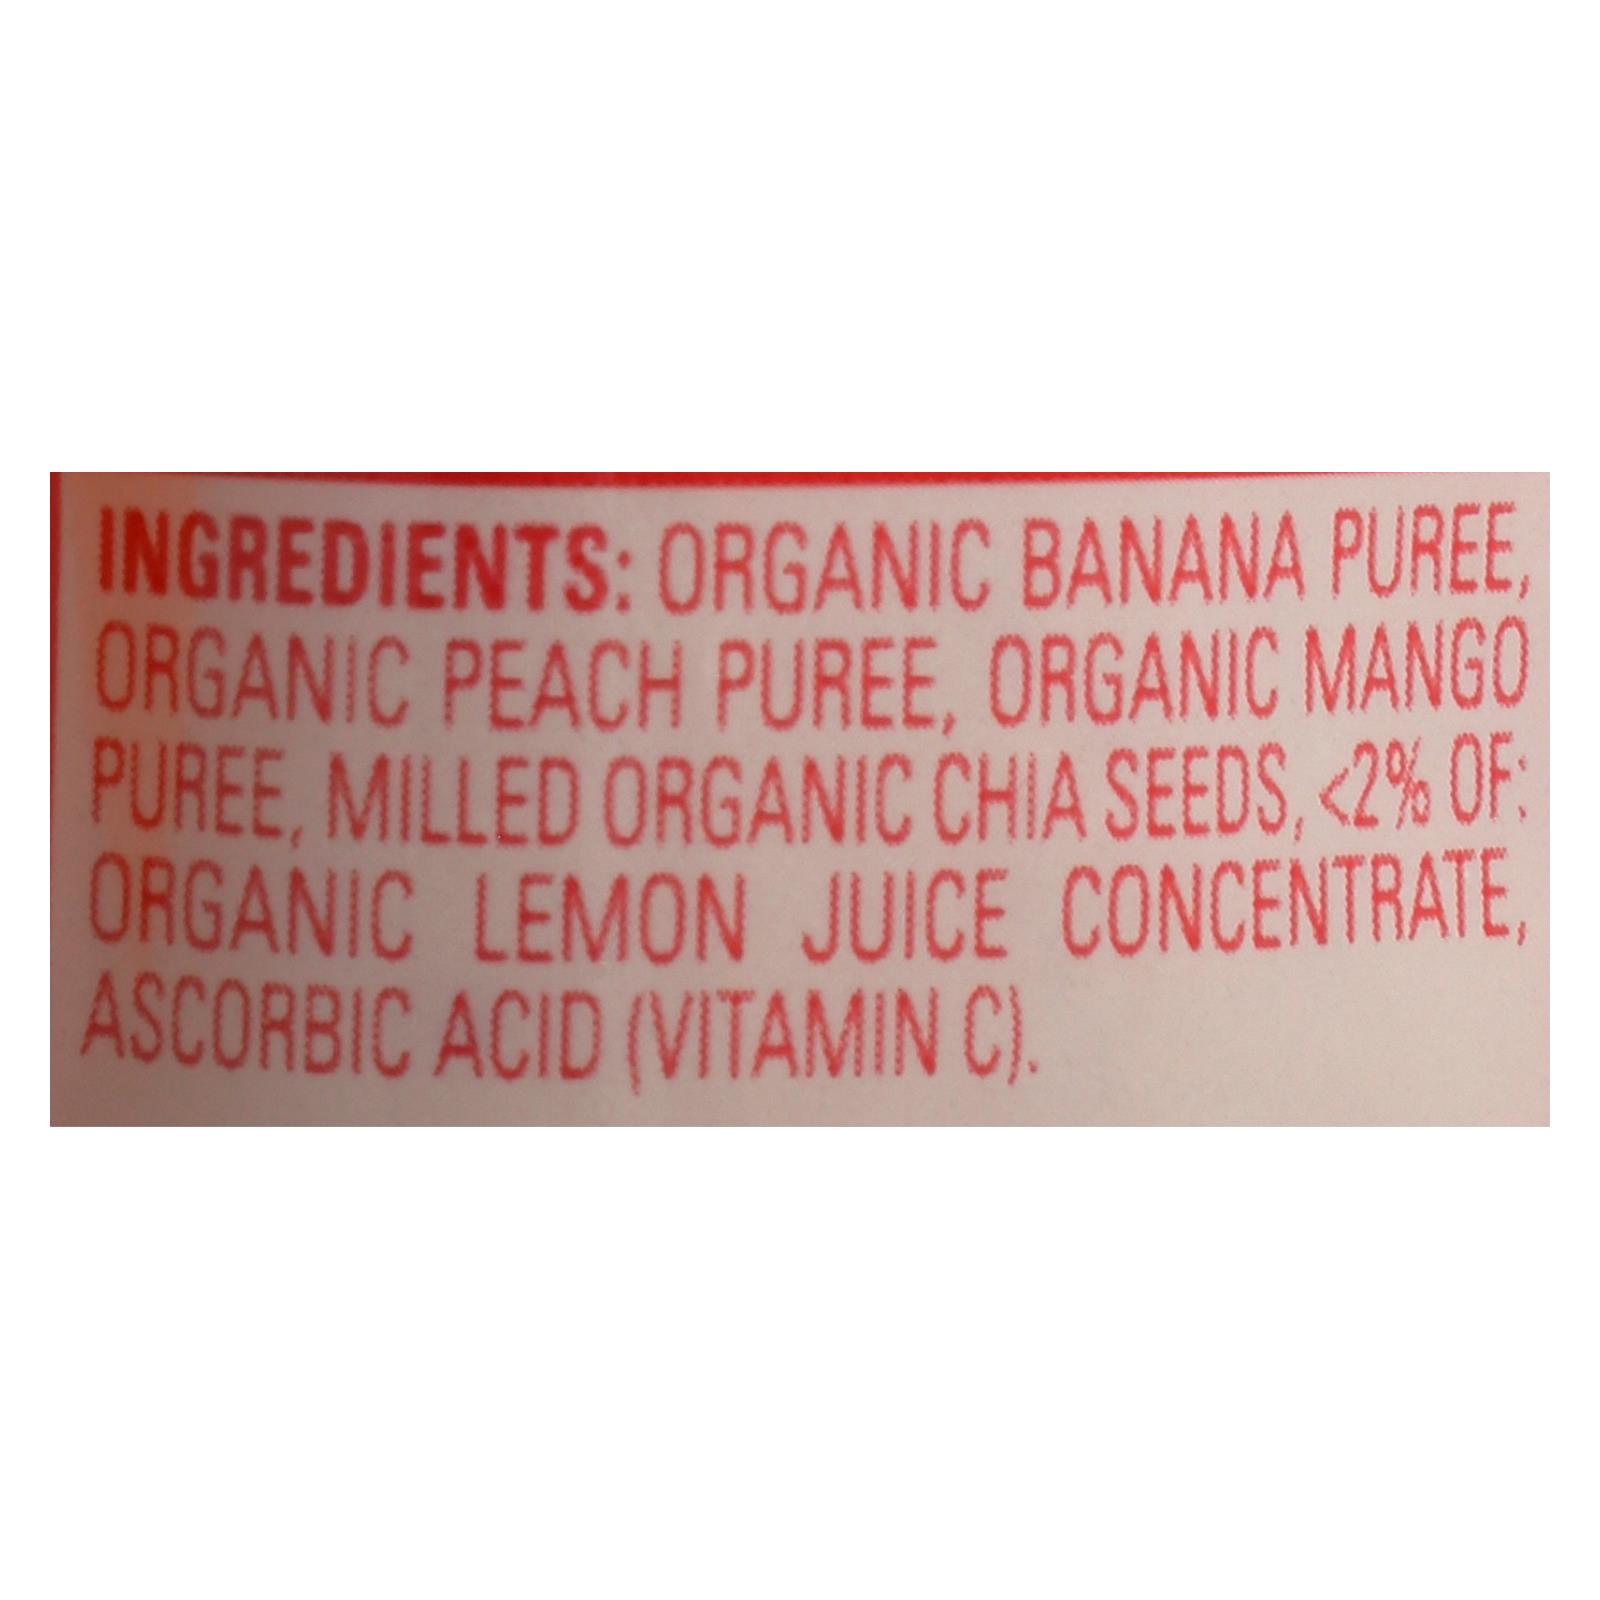 INGREDIENTS: ORGANIC BANANA PUREE,
ORGANIC PEACH PUREE, ORGANIC MANGO
PUREE, MILLED ORGANIC CHIA SEEDS, <2% OF:
ORGANIC LEMON JUICE CONCENTRATE,
ASCORBIC ACID (VITAMIN C).